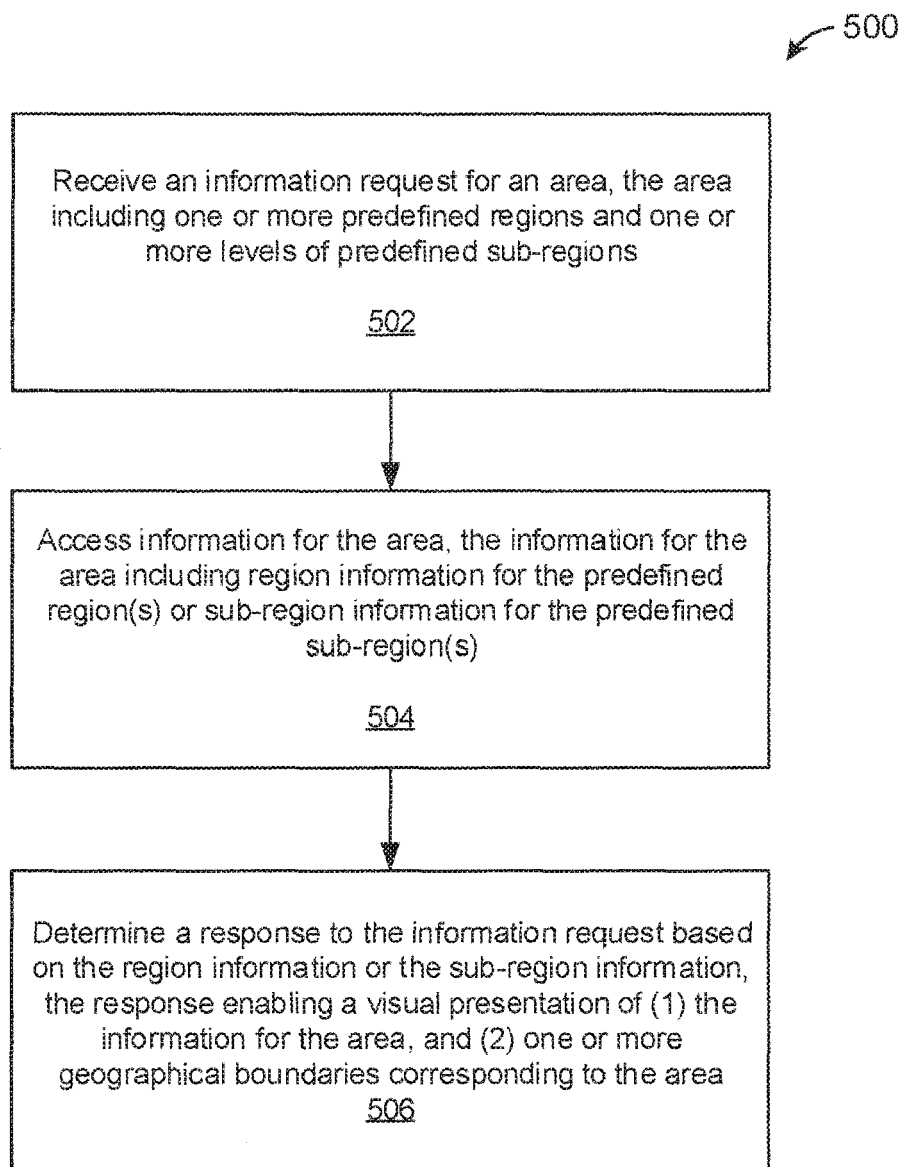 500
Receive an information request for an area, the area
including one or more predefined regions and one or
more levels of predefined sub-regions
502
Access information for the area, the information for the
area including region information for the predefined
region(s) or sub-region information for the predefined
sub-region(s)
504
Determine a response to the information request based
on the region information or the sub-region information,
the response enabling a visual presentation of (1) the
information for the area, and (2) one or more
geographical boundaries corresponding to the area
506